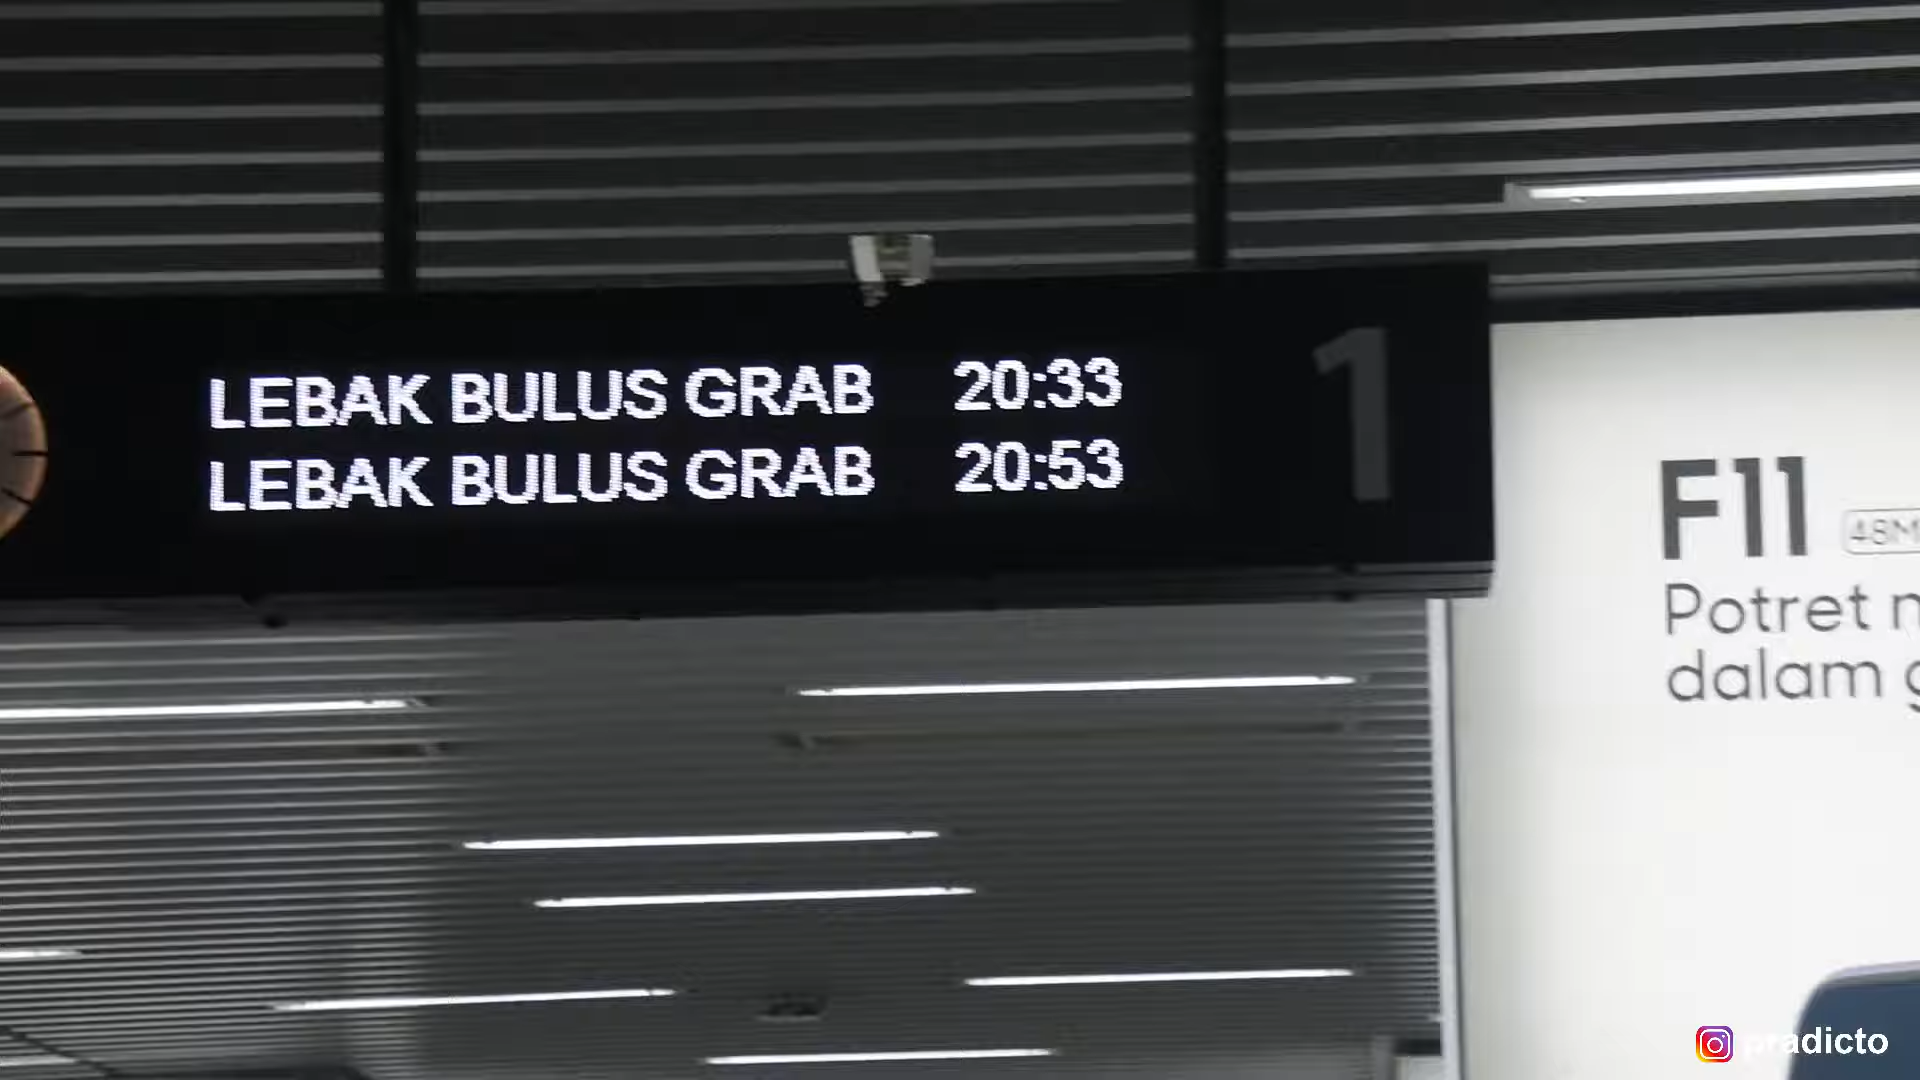 LEBAK BULUS GRAB 20:33
LEBAK BULUS GRAB 20:53
1
F11
Potret
dalam
pradicto